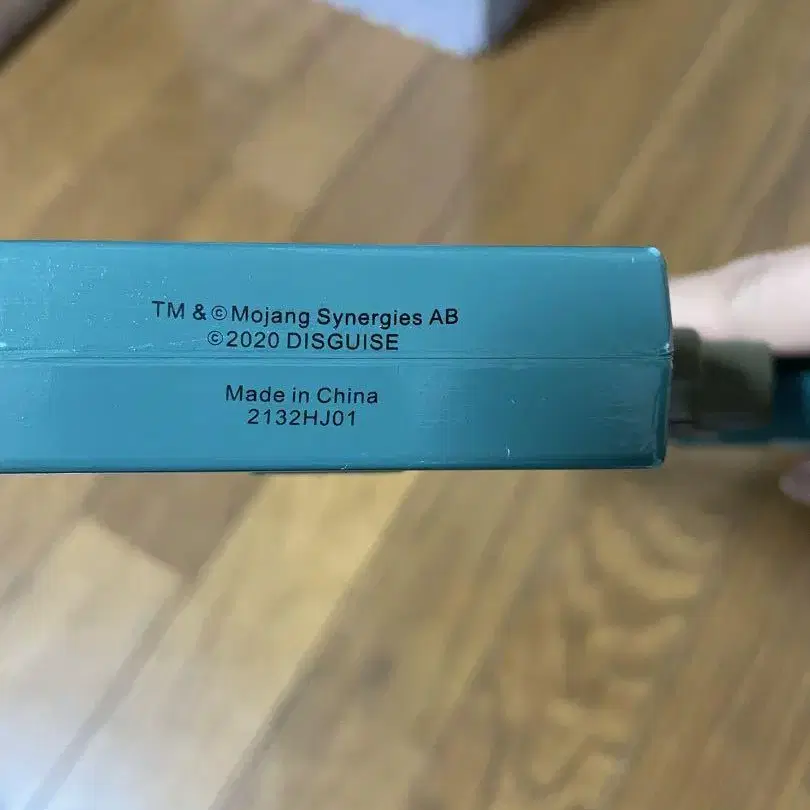 TM & ©Mojang Synergies AB
©2020 DISGUISE
Made in China
2132HJ01